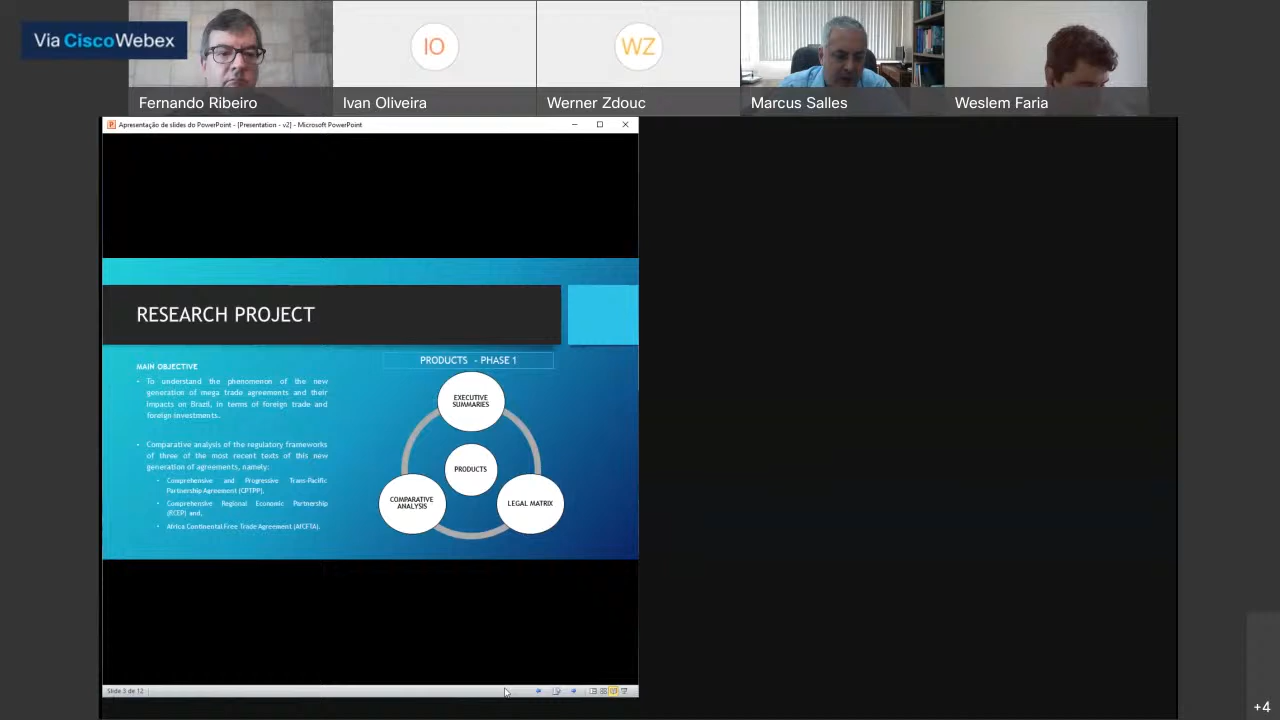 Via Cisco Webex
IO
WZ
Fernando Ribeiro
Ivan Oliveira
Werner Zdouc
Marcus Salles
Weslem Faria
Apresentação de slides do PowerPoint - [Presentation - v2] - Microsoft PowerPoint
RESEARCH PROJECT
MAIN OBJECTIVE
• To understand the phenomenon of the new
generation of mega trade agreements and their
impacts on Brazil, in terms of foreign trade and
foreign investments.
• Comparative analysis of the regulatory frameworks
of three of the most recent texts of this new
generation of agreements, namely:
• Comprehensive and Progressive Trans-Pacific
Partnership Agreement (CPTPP),
• Comprehensive Regional Economic Partnership
(RCEP) and,
• Africa Continental Free Trade Agreement (AfCFTA).
PRODUCTS - PHASE 1
EXECUTIVE
SUMMARIES
PRODUCTS
COMPARATIVE
ANALYSIS
LEGAL MATRIX
Slide 3 de 12
+4